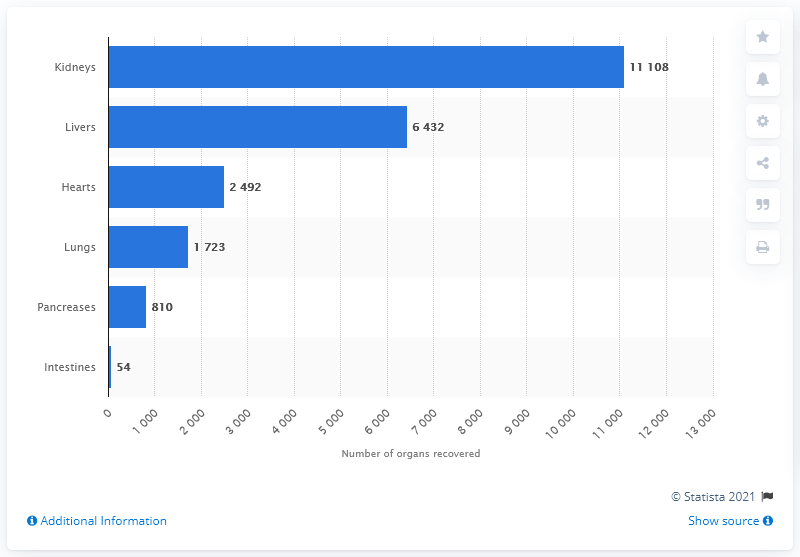 Kidneys 11 108
Livers 6 432
Hearts 2 492
Lungs 1 723
Pancreases 810
Intestines 54
0 1 000 2 000 3 000 4 000 5 000 6 000 7 000 8 000 9 000 10 000 11 000 12 000 13 000
Number of organs recovered
© Statista 2021
Additional Information Show source